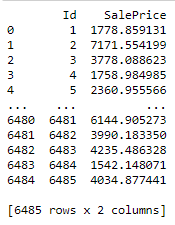 Id SalePrice
0 1 1778.859131
1 2 7171.554199
2 3 3778.088623
3 4 1758.984985
4 5 2360.955566
... ... ...
6480 6481 6144.905273
6481 6482 3990.183350
6482 6483 4235.486328
6483 6484 1542.148071
6484 6485 4034.877441
[6485 rows x 2 columns]